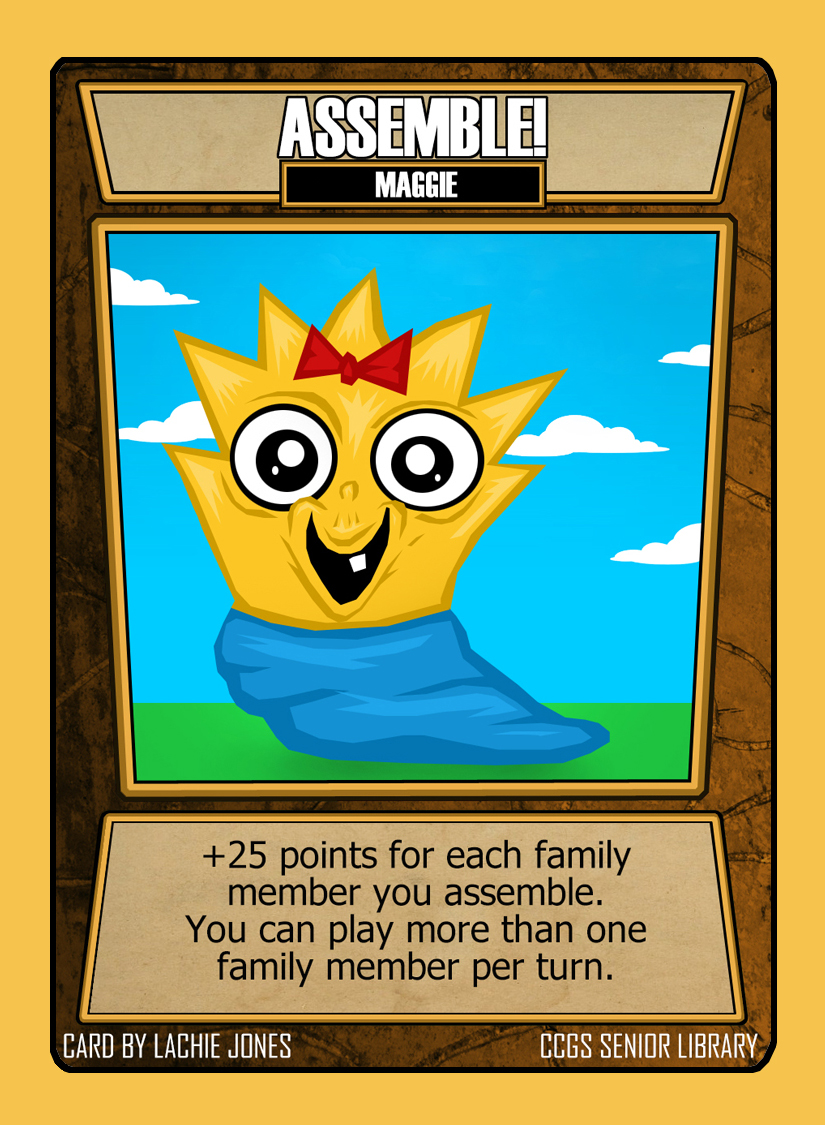 ASSEMBLE!
MAGGIE
+25 points for each family
member you assemble.
You can play more than one
family member per turn.
CARD BY LACHIE JONES
CCGS SENIOR LIBRARY